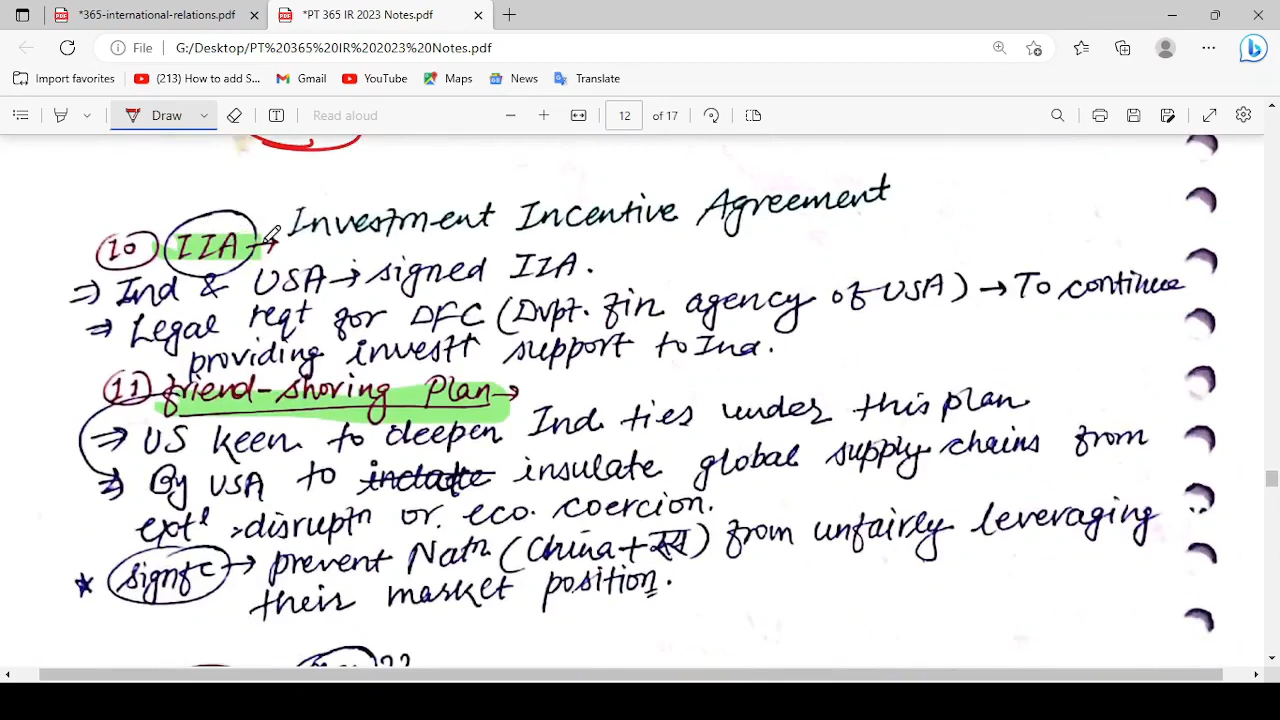 *365-international-relations.pdf
*PT 365 IR 2023 Notes.pdf
File G:/Desktop/PT%20365%20IR%202023%20Notes.pdf
Import favorites (213) How to add S... Gmail YouTube Maps News Translate
Draw Read aloud 12 of 17
10 IIA → Investment Incentive Agreement
⇒ Ind & USA → signed IIA.
⇒ Legal reqt for DFC (Dvpt. fin agency of USA) → To continue
providing investt support to Ind.
11 friend-shoring Plan →
⇒ US keen to deepen Ind ties under this plan
⇒ By USA to insulate global supply chains from
extl disruptn or eco. coercion.
* signfc → prevent Natn (China + रूस) from unfairly leveraging
their market position.